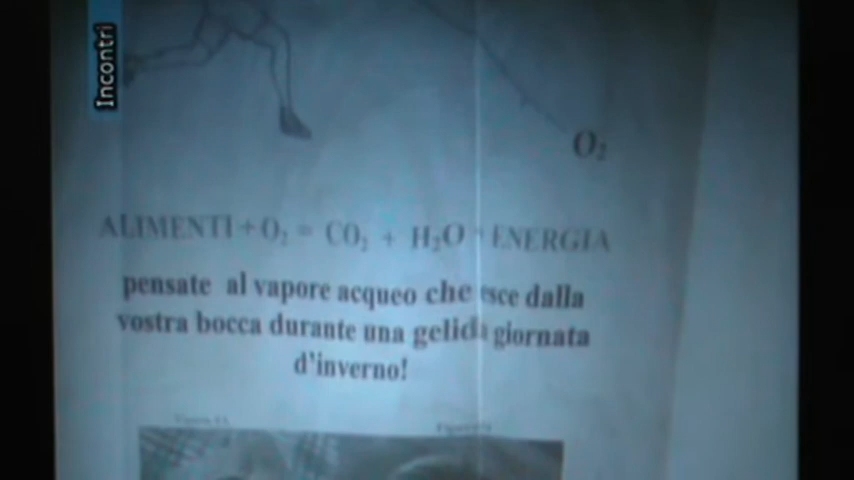 Incontri
O₂
ALIMENTI + O₂ = CO₂ + H₂O + ENERGIA
pensate al vapore acqueo che esce dalla
vostra bocca durante una gelida giornata
d'inverno!